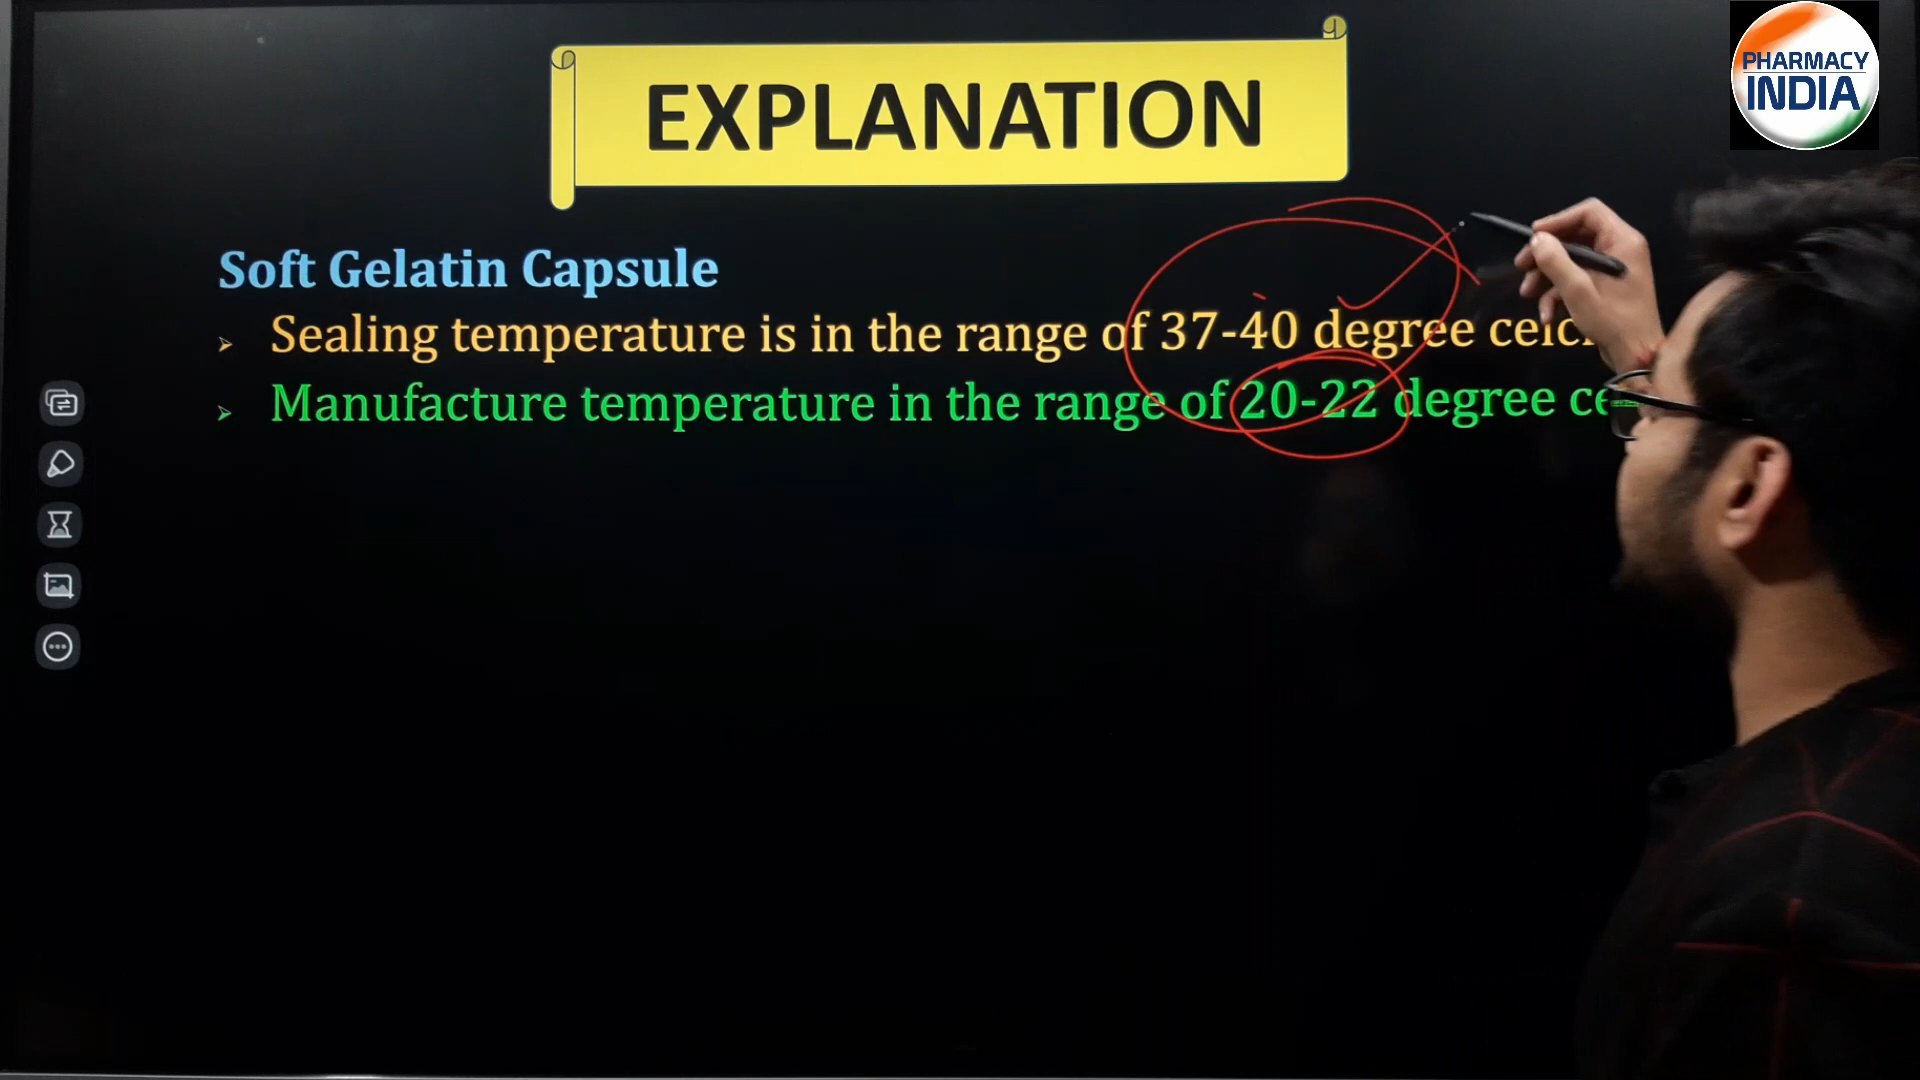 PHARMACY
INDIA
EXPLANATION
Soft Gelatin Capsule
Sealing temperature is in the range of 37-40 degree
Manufacture temperature in the range of 20-22 degree